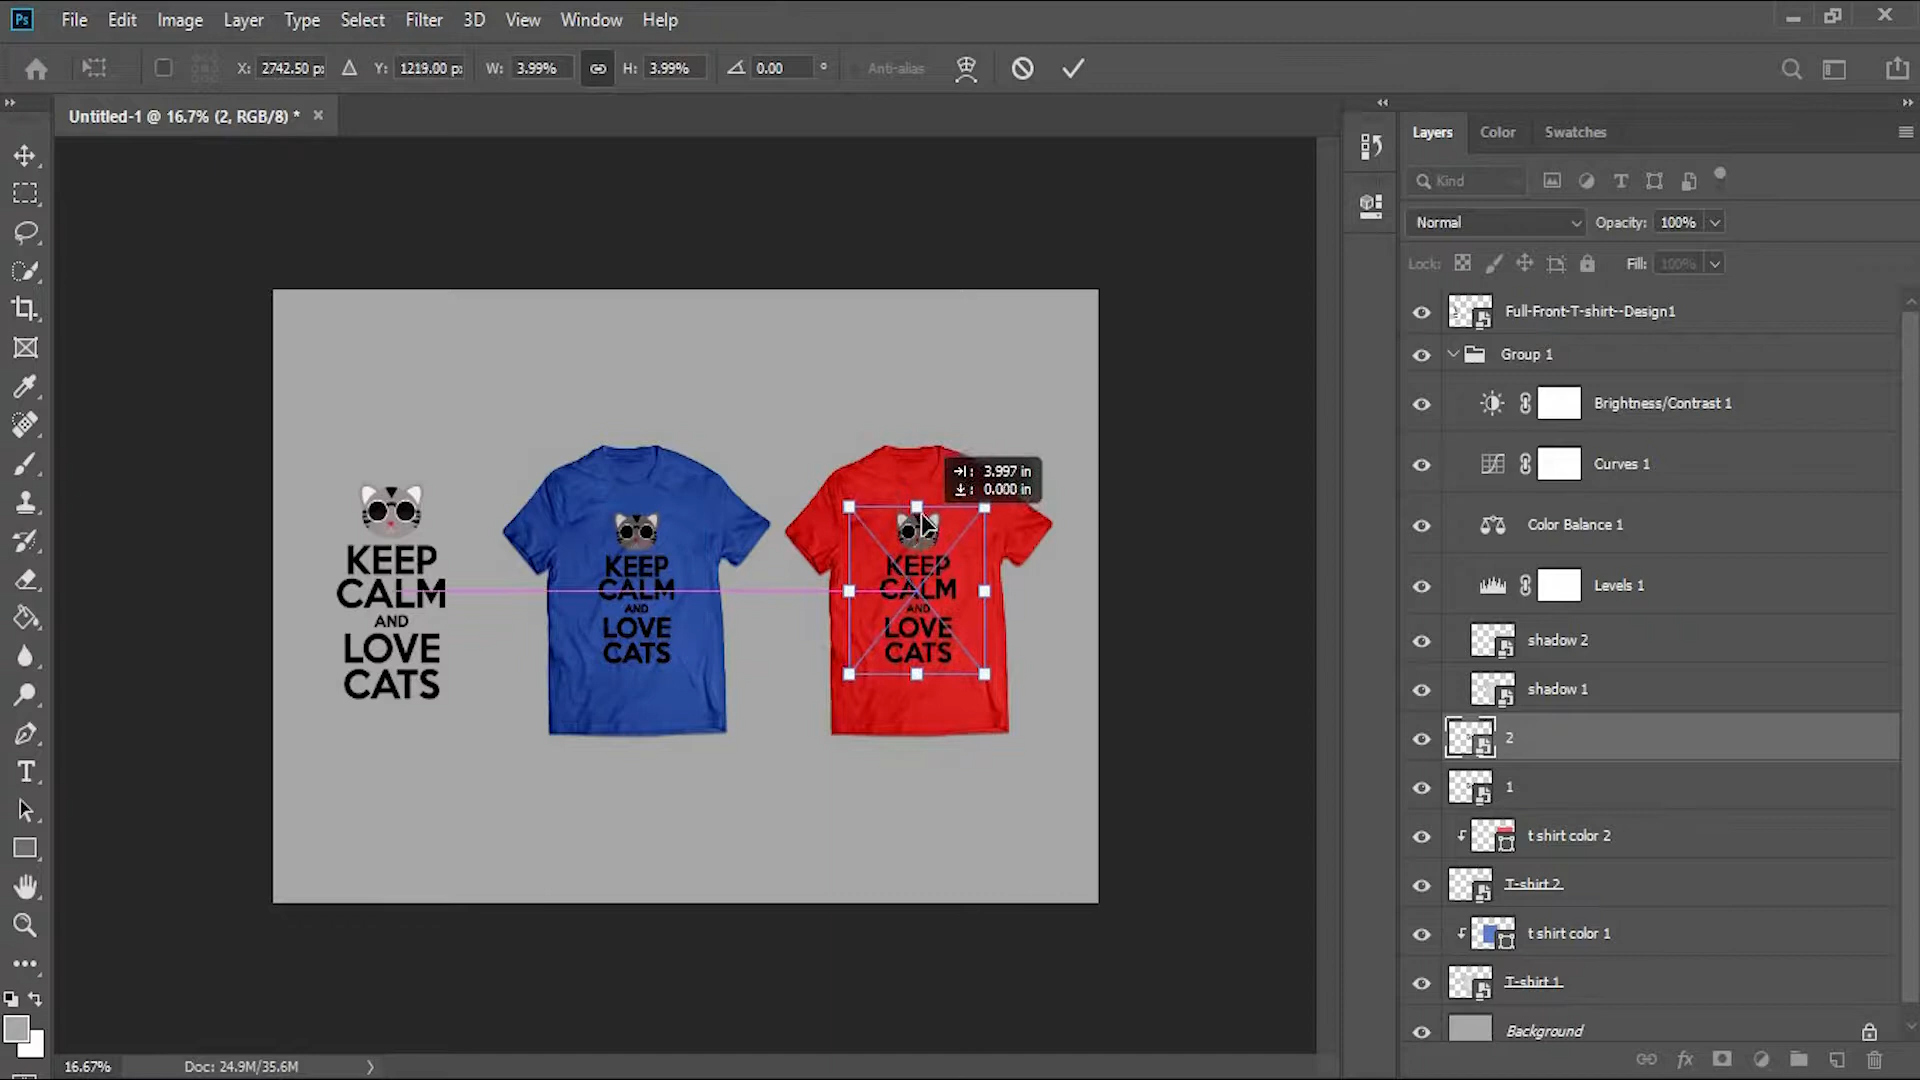 Ps File Edit Image Layer Type Select Filter 3D View Window Help
X: 2742.50 p Y: 1219.00 p W: 3.99% H: 3.99% 0.00 ° Anti-alias
Untitled-1 @ 16.7% (2, RGB/8) * ×
Layers Color Swatches
Kind
Normal Opacity: 100%
Lock: Fill: 100%
Full-Front-T-shirt--Design1
Group 1
Brightness/Contrast 1
Curves 1
Color Balance 1
Levels 1
shadow 2
shadow 1
2
1
t shirt color 2
T-shirt 2
t shirt color 1
T-shirt 1
Background
3.997 in
0.000 in
KEEP
CALM
AND
LOVE
CATS
KEEP
CALM
AND
LOVE
CATS
KEEP
CALM
AND
LOVE
CATS
16.67% Doc: 24.9M/35.6M
fx